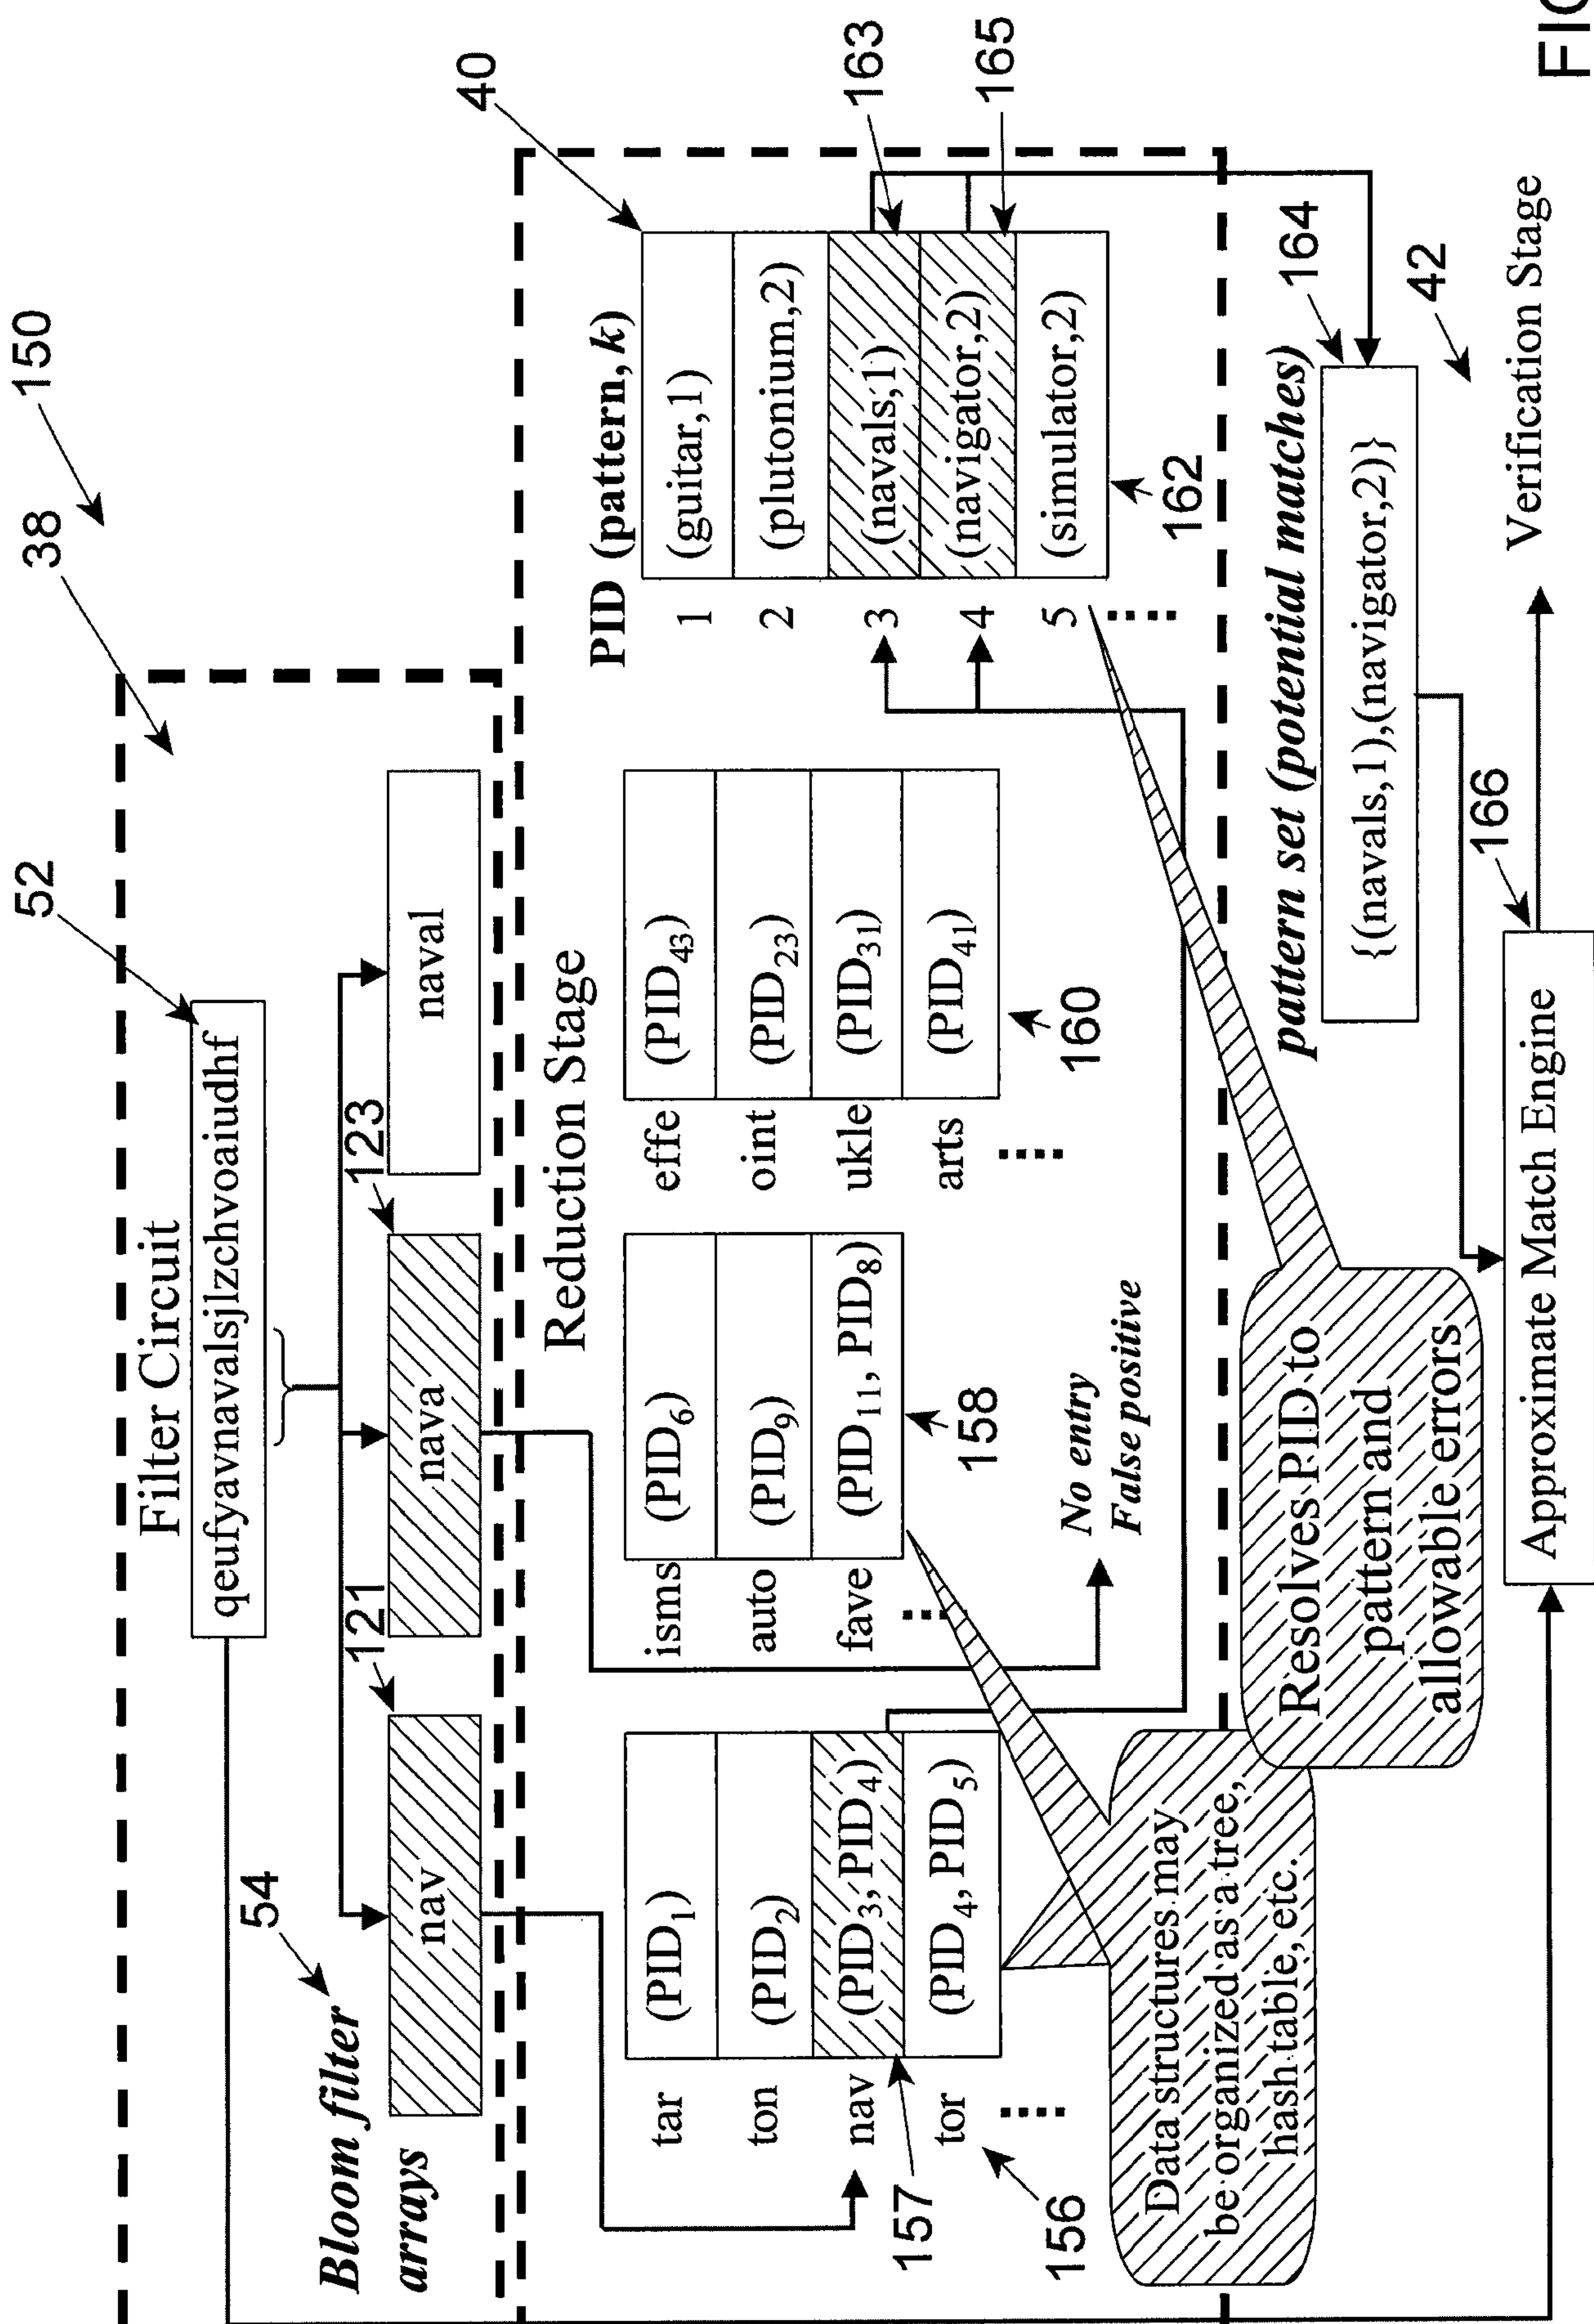 150
38
52
Filter Circuit
qeufyavnavalsjlzchvoaiudhf
54
Bloom filter
arrays
121
123
nav
nava
naval
Reduction Stage
40
PID (pattern, k)
tar (PID1)
ton (PID2)
nav (PID3, PID4)
tor (PID4, PID5)
157
156
isms (PID6)
auto (PID9)
fave (PID11, PID8)
158
effe (PID43)
oint (PID23)
ukle (PID31)
arts (PID41)
160
1 (guitar,1)
2 (plutonium,2)
3 (navals,1)
4 (navigator,2)
5 (simulator,2)
162
163
165
No entry
False positive
Data structures may
be organized as a tree,
hash table, etc.
Resolves PID to
pattern and
allowable errors
pattern set (potential matches)
164
{(navals,1),(navigator,2)}
42
166
Approximate Match Engine
Verification Stage